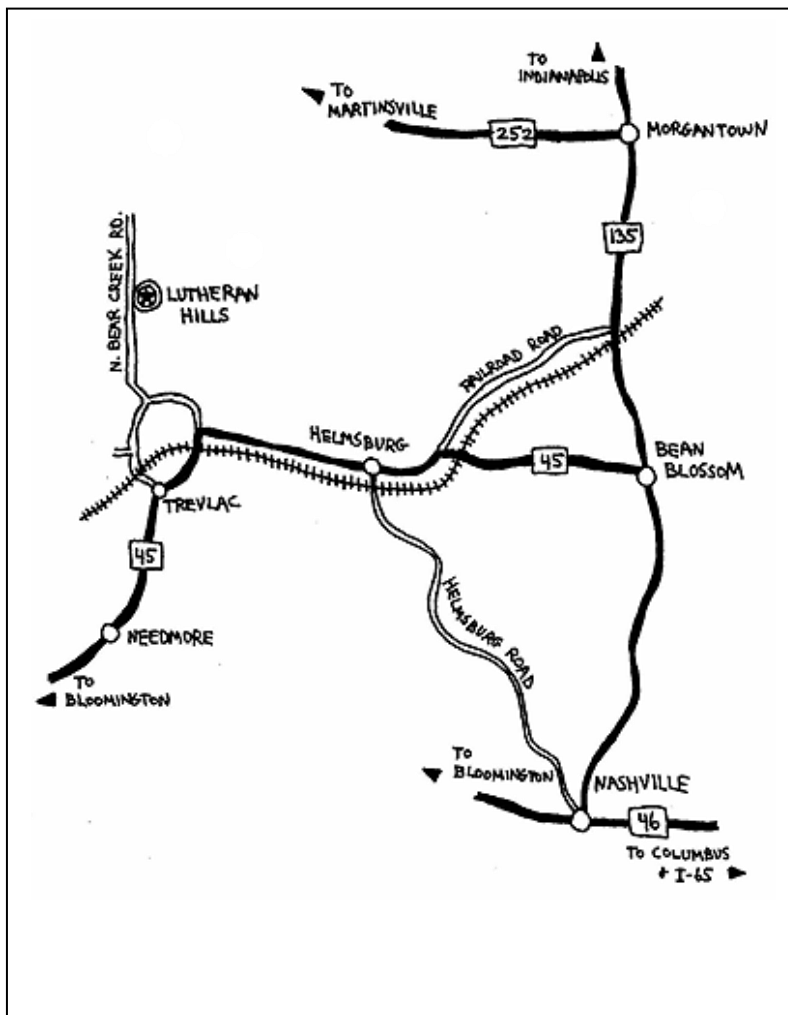 TO
INDIANAPOLIS
TO
MARTINSVILLE
252
MORGANTOWN
135
N. BEAR CREEK RD.
LUTHERAN
HILLS
RAILROAD ROAD
HELMSBURG
45
BEAN
BLOSSOM
TREVLAC
45
HELMSBURG ROAD
NEEDMORE
TO
BLOOMINGTON
TO
BLOOMINGTON
NASHVILLE
46
TO COLUMBUS
+ I-65